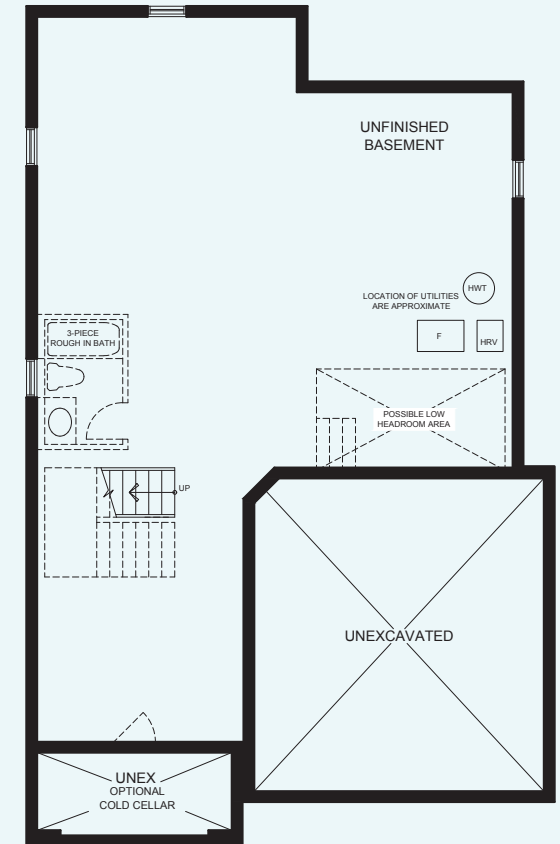 UNFINISHED
BASEMENT
HWT
LOCATION OF UTILITIES
ARE APPROXIMATE
F
HRV
3-PIECE
ROUGH IN BATH
POSSIBLE LOW
HEADROOM AREA
UP
UNEXCAVATED
UNEX
OPTIONAL
COLD CELLAR